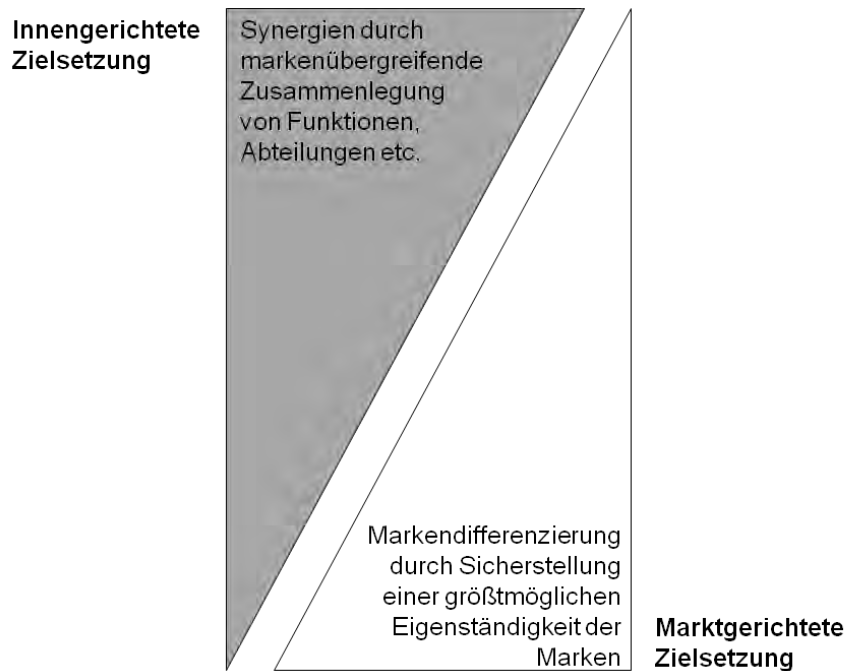 Innengerichtete
Zielsetzung
Synergien durch
markenübergreifende
Zusammenlegung
von Funktionen,
Abteilungen etc.
Markendifferenzierung
durch Sicherstellung
einer größtmöglichen
Eigenständigkeit der
Marken
Marktgerichtete
Zielsetzung